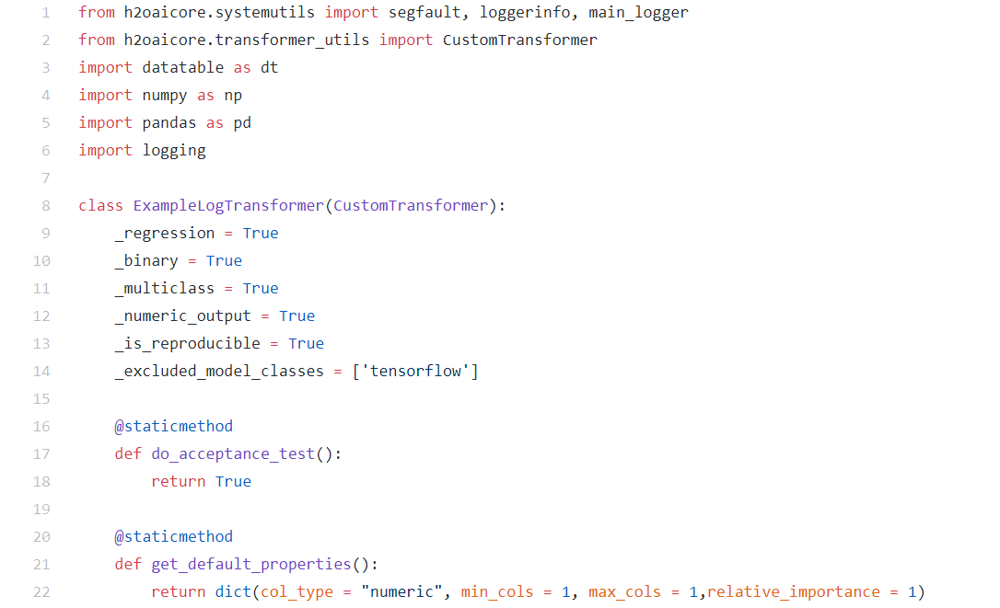 1 from h2oaicore.systemutils import segfault, loggerinfo, main_logger
2 from h2oaicore.transformer_utils import CustomTransformer
3 import datatable as dt
4 import numpy as np
5 import pandas as pd
6 import logging
7
8 class ExampleLogTransformer(CustomTransformer):
9     _regression = True
10     _binary = True
11     _multiclass = True
12     _numeric_output = True
13     _is_reproducible = True
14     _excluded_model_classes = ['tensorflow']
15
16     @staticmethod
17     def do_acceptance_test():
18         return True
19
20     @staticmethod
21     def get_default_properties():
22         return dict(col_type = "numeric", min_cols = 1, max_cols = 1,relative_importance = 1)